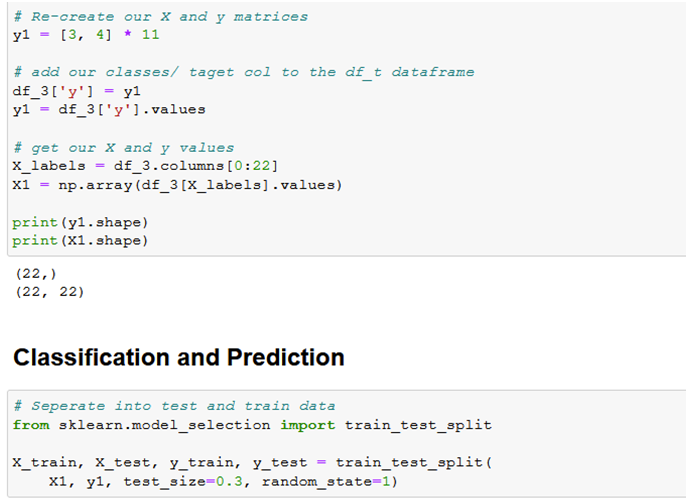 # Re-create our X and y matrices
y1 = [3, 4] * 11
# add our classes/ taget col to the df_t dataframe
df_3['y'] = y1
y1 = df_3['y'].values
# get our X and y values
X_labels = df_3.columns[0:22]
X1 = np.array(df_3[X_labels].values)
print(y1.shape)
print(X1.shape)
(22,)
(22, 22)
Classification and Prediction
# Seperate into test and train data
from sklearn.model_selection import train_test_split
X_train, X_test, y_train, y_test = train_test_split(
    X1, y1, test_size=0.3, random_state=1)